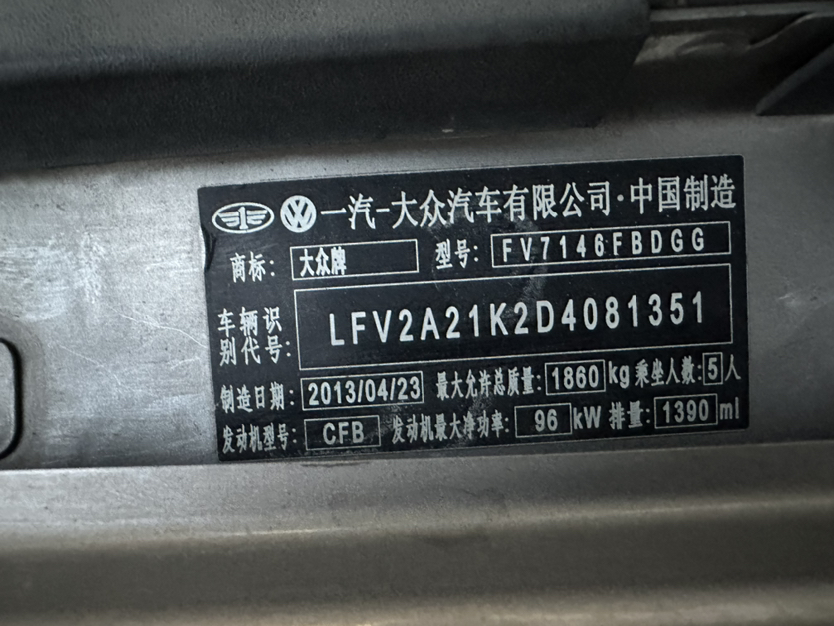 一汽-大众汽车有限公司·中国制造
商标: 大众牌 型号: FV7146FBDGG
车辆识别代号: LFV2A21K2D4081351
制造日期: 2013/04/23 最大允许总质量: 1860 kg 乘坐人数: 5 人
发动机型号: CFB 发动机最大净功率: 96 kW 排量: 1390 ml